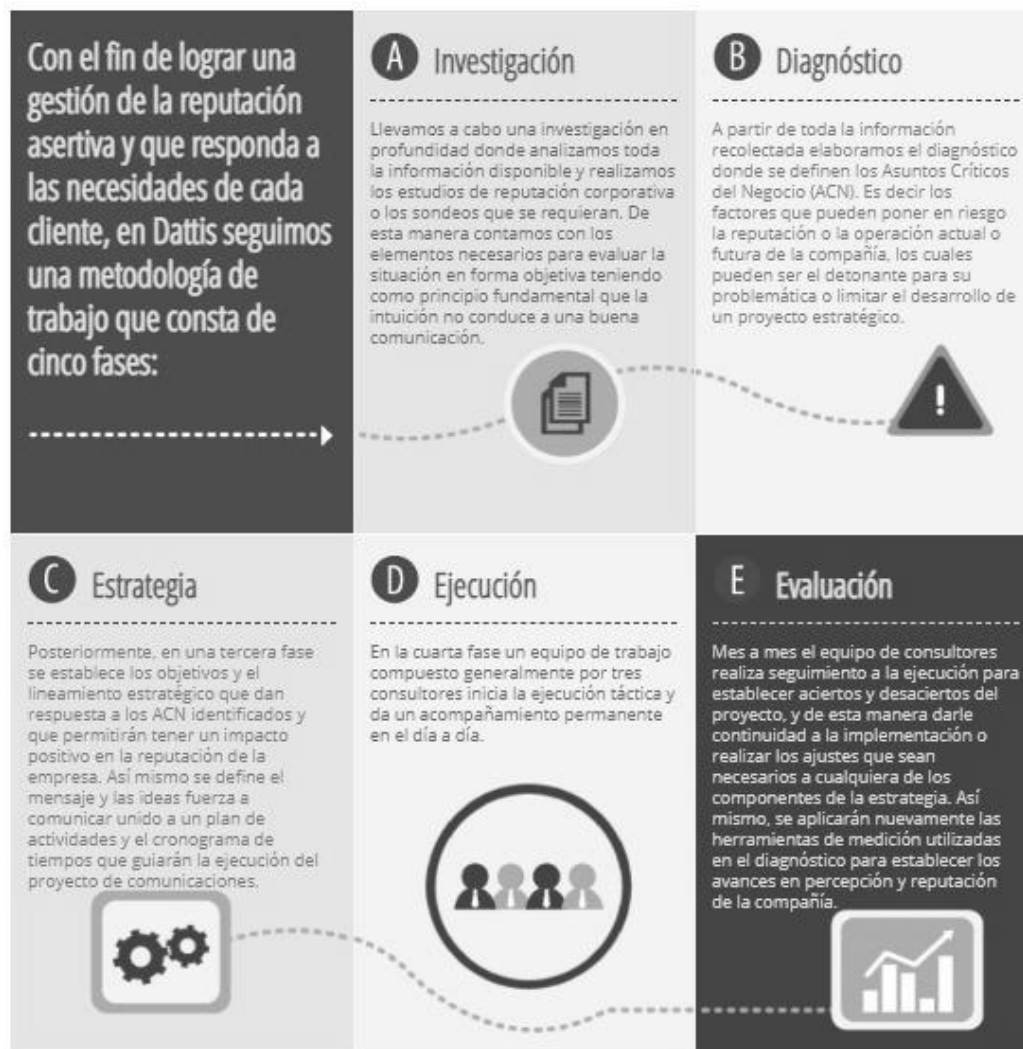 Con el fin de lograr una
gestión de la reputación
asertiva y que responda a
las necesidades de cada
cliente, en Dattis seguimos
una metodología de
trabajo que consta de
cinco fases:
A Investigación
Llevamos a cabo una investigación en
profundidad donde analizamos toda
la información disponible y realizamos
los estudios de reputación corporativa
o los sondeos que se requieran. De
esta manera contamos con los
elementos necesarios para evaluar la
situación en forma objetiva teniendo
como principio fundamental que la
intuición no conduce a una buena
comunicación.
B Diagnóstico
A partir de toda la información
recolectada elaboramos el diagnóstico
donde se definen los Asuntos Críticos
del Negocio (ACN). Es decir los
factores que pueden poner en riesgo
la reputación o la operación actual o
futura de la compañía, los cuales
pueden ser el detonante para su
problemática o limitar el desarrollo de
un proyecto estratégico.
!
C Estrategia
Posteriormente, en una tercera fase
se establece los objetivos y el
lineamiento estratégico que dan
respuesta a los ACN identificados y
que permitirán tener un impacto
positivo en la reputación de la
empresa. Así mismo se define el
mensaje y las ideas fuerza a
comunicar unido a un plan de
actividades y el cronograma de
tiempos que guiarán la ejecución del
proyecto de comunicaciones.
D Ejecución
En la cuarta fase un equipo de trabajo
compuesto generalmente por tres
consultores inicia la ejecución táctica y
da un acompañamiento permanente
en el día a día.
E Evaluación
Mes a mes el equipo de consultores
realiza seguimiento a la ejecución para
establecer aciertos y desaciertos del
proyecto, y de esta manera darle
continuidad a la implementación o
realizar los ajustes que sean
necesarios a cualquiera de los
componentes de la estrategia. Así
mismo, se aplicarán nuevamente las
herramientas de medición utilizadas
en el diagnóstico para establecer los
avances en percepción y reputación
de la compañía.